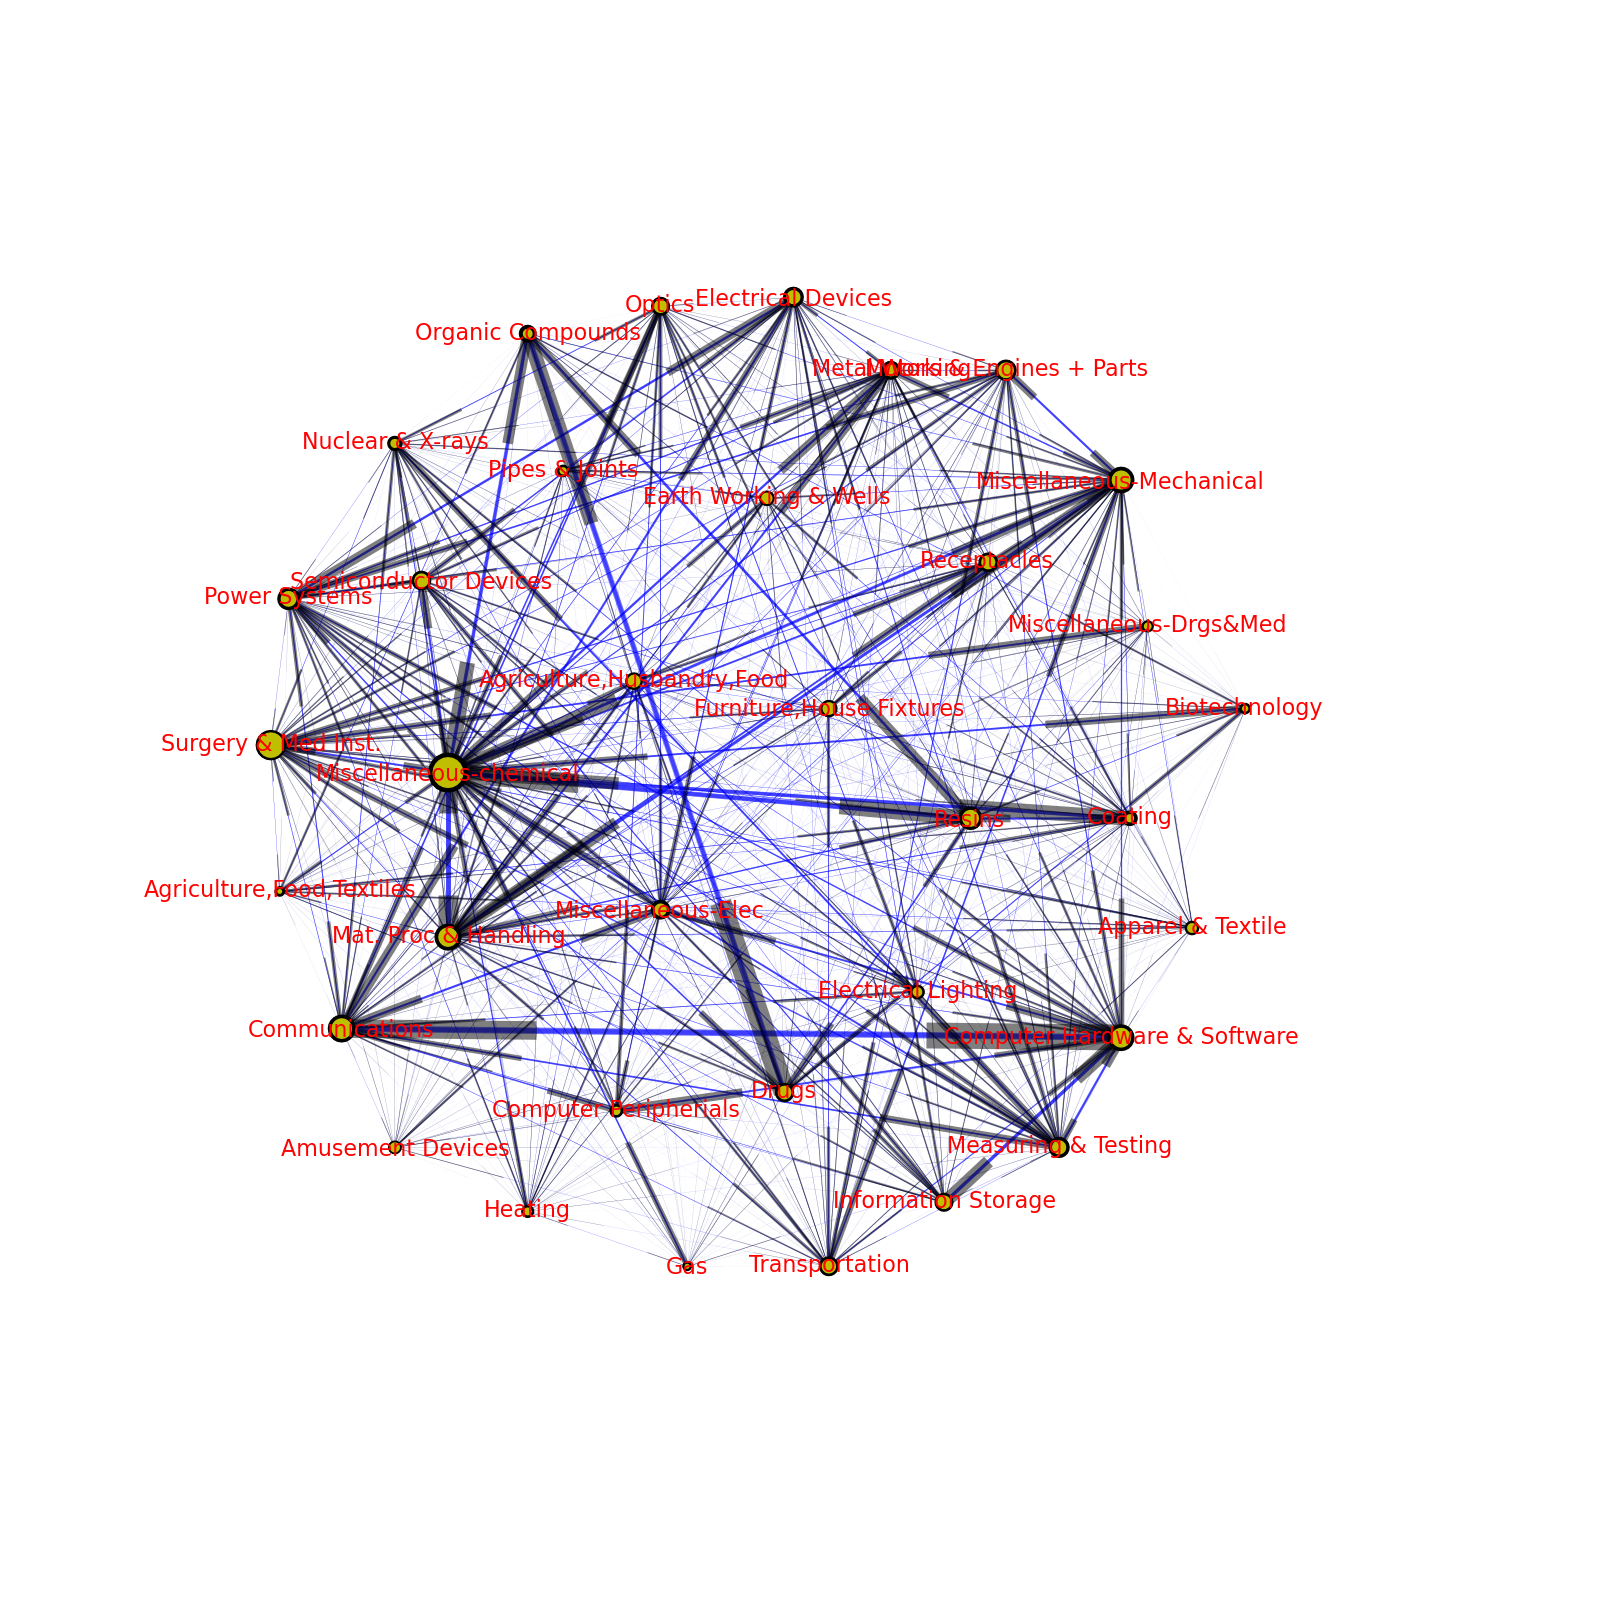 Electrical Devices
Optics
Organic Compounds
Metal Working
Motors & Engines + Parts
Nuclear & X-rays
Pipes & Joints
Miscellaneous-Mechanical
Earth Working & Wells
Receptacles
Semiconductor Devices
Power Systems
Miscellaneous-Drgs&Med
Agriculture,Husbandry,Food
Furniture,House Fixtures
Biotechnology
Surgery & Med Inst.
Miscellaneous-chemical
Resins
Coating
Agriculture,Food,Textiles
Miscellaneous-Elec
Apparel & Textile
Mat. Proc & Handling
Electrical Lighting
Communications
Computer Hardware & Software
Drugs
Computer Peripherials
Amusement Devices
Measuring & Testing
Information Storage
Heating
Gas
Transportation